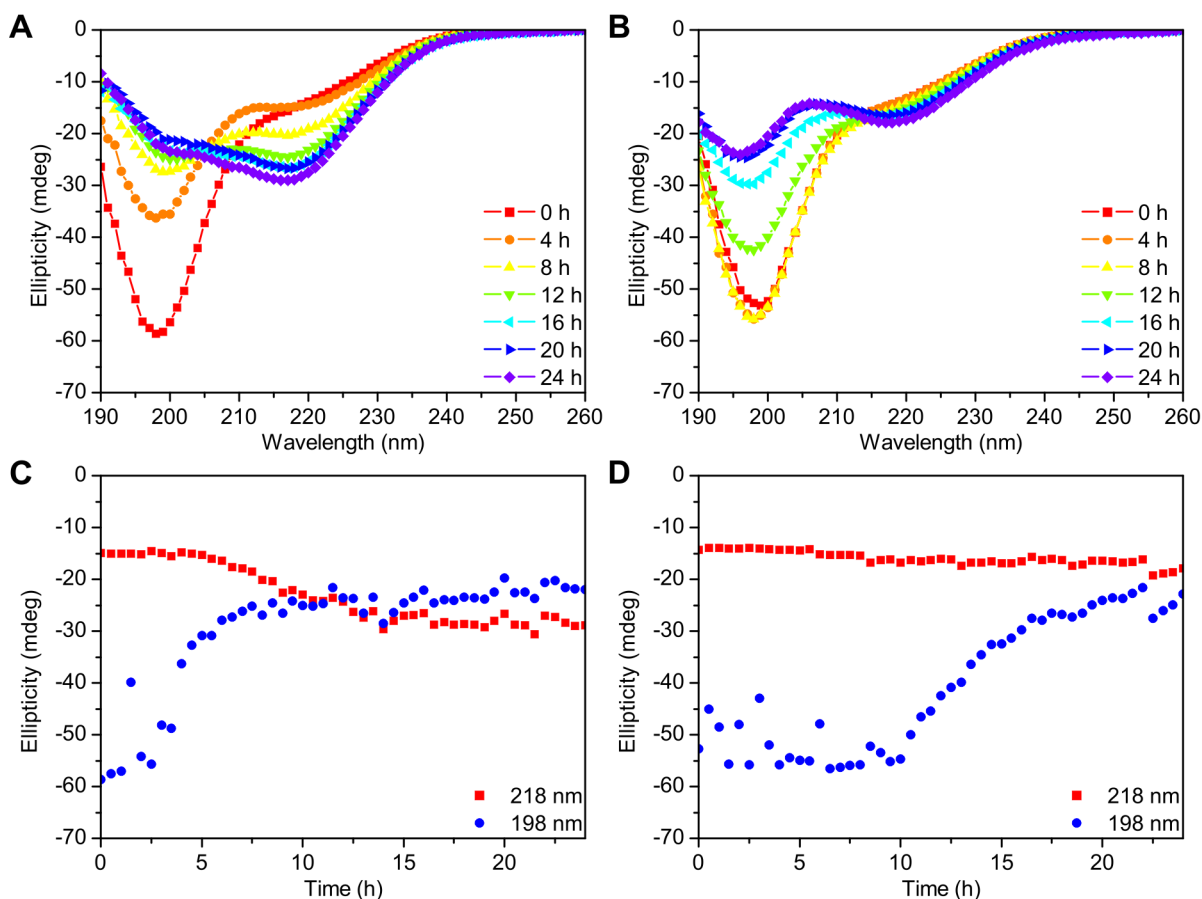 A
0
-10
-20
-30
-40
-50
-60
-70
Ellipticity (mdeg)
190 200 210 220 230 240 250 260
Wavelength (nm)
0 h
4 h
8 h
12 h
16 h
20 h
24 h
B
0
-10
-20
-30
-40
-50
-60
-70
Ellipticity (mdeg)
190 200 210 220 230 240 250 260
Wavelength (nm)
0 h
4 h
8 h
12 h
16 h
20 h
24 h
C
0
-10
-20
-30
-40
-50
-60
-70
Ellipticity (mdeg)
0 5 10 15 20
Time (h)
218 nm
198 nm
D
0
-10
-20
-30
-40
-50
-60
-70
Ellipticity (mdeg)
0 5 10 15 20
Time (h)
218 nm
198 nm